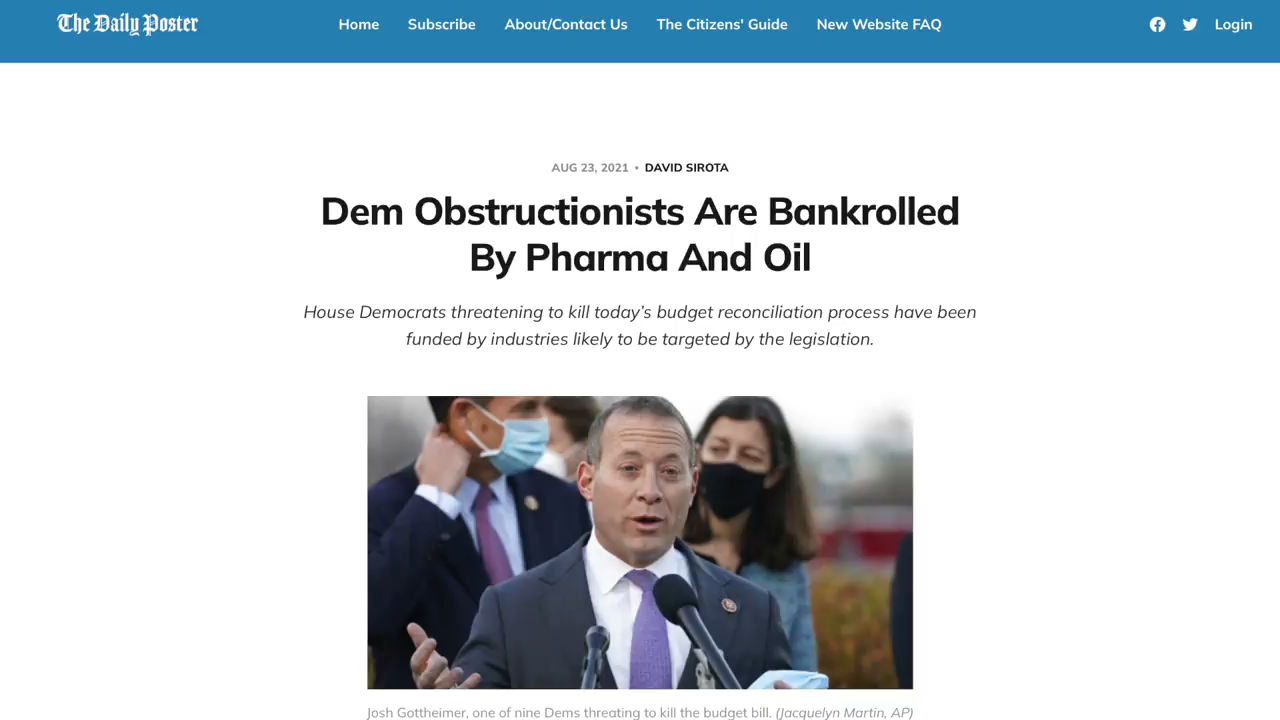 The Daily Poster
Home Subscribe About/Contact Us The Citizens' Guide New Website FAQ
Login
AUG 23, 2021 • DAVID SIROTA
Dem Obstructionists Are Bankrolled
By Pharma And Oil
House Democrats threatening to kill today’s budget reconciliation process have been
funded by industries likely to be targeted by the legislation.
Josh Gottheimer, one of nine Dems threating to kill the budget bill. (Jacquelyn Martin, AP)